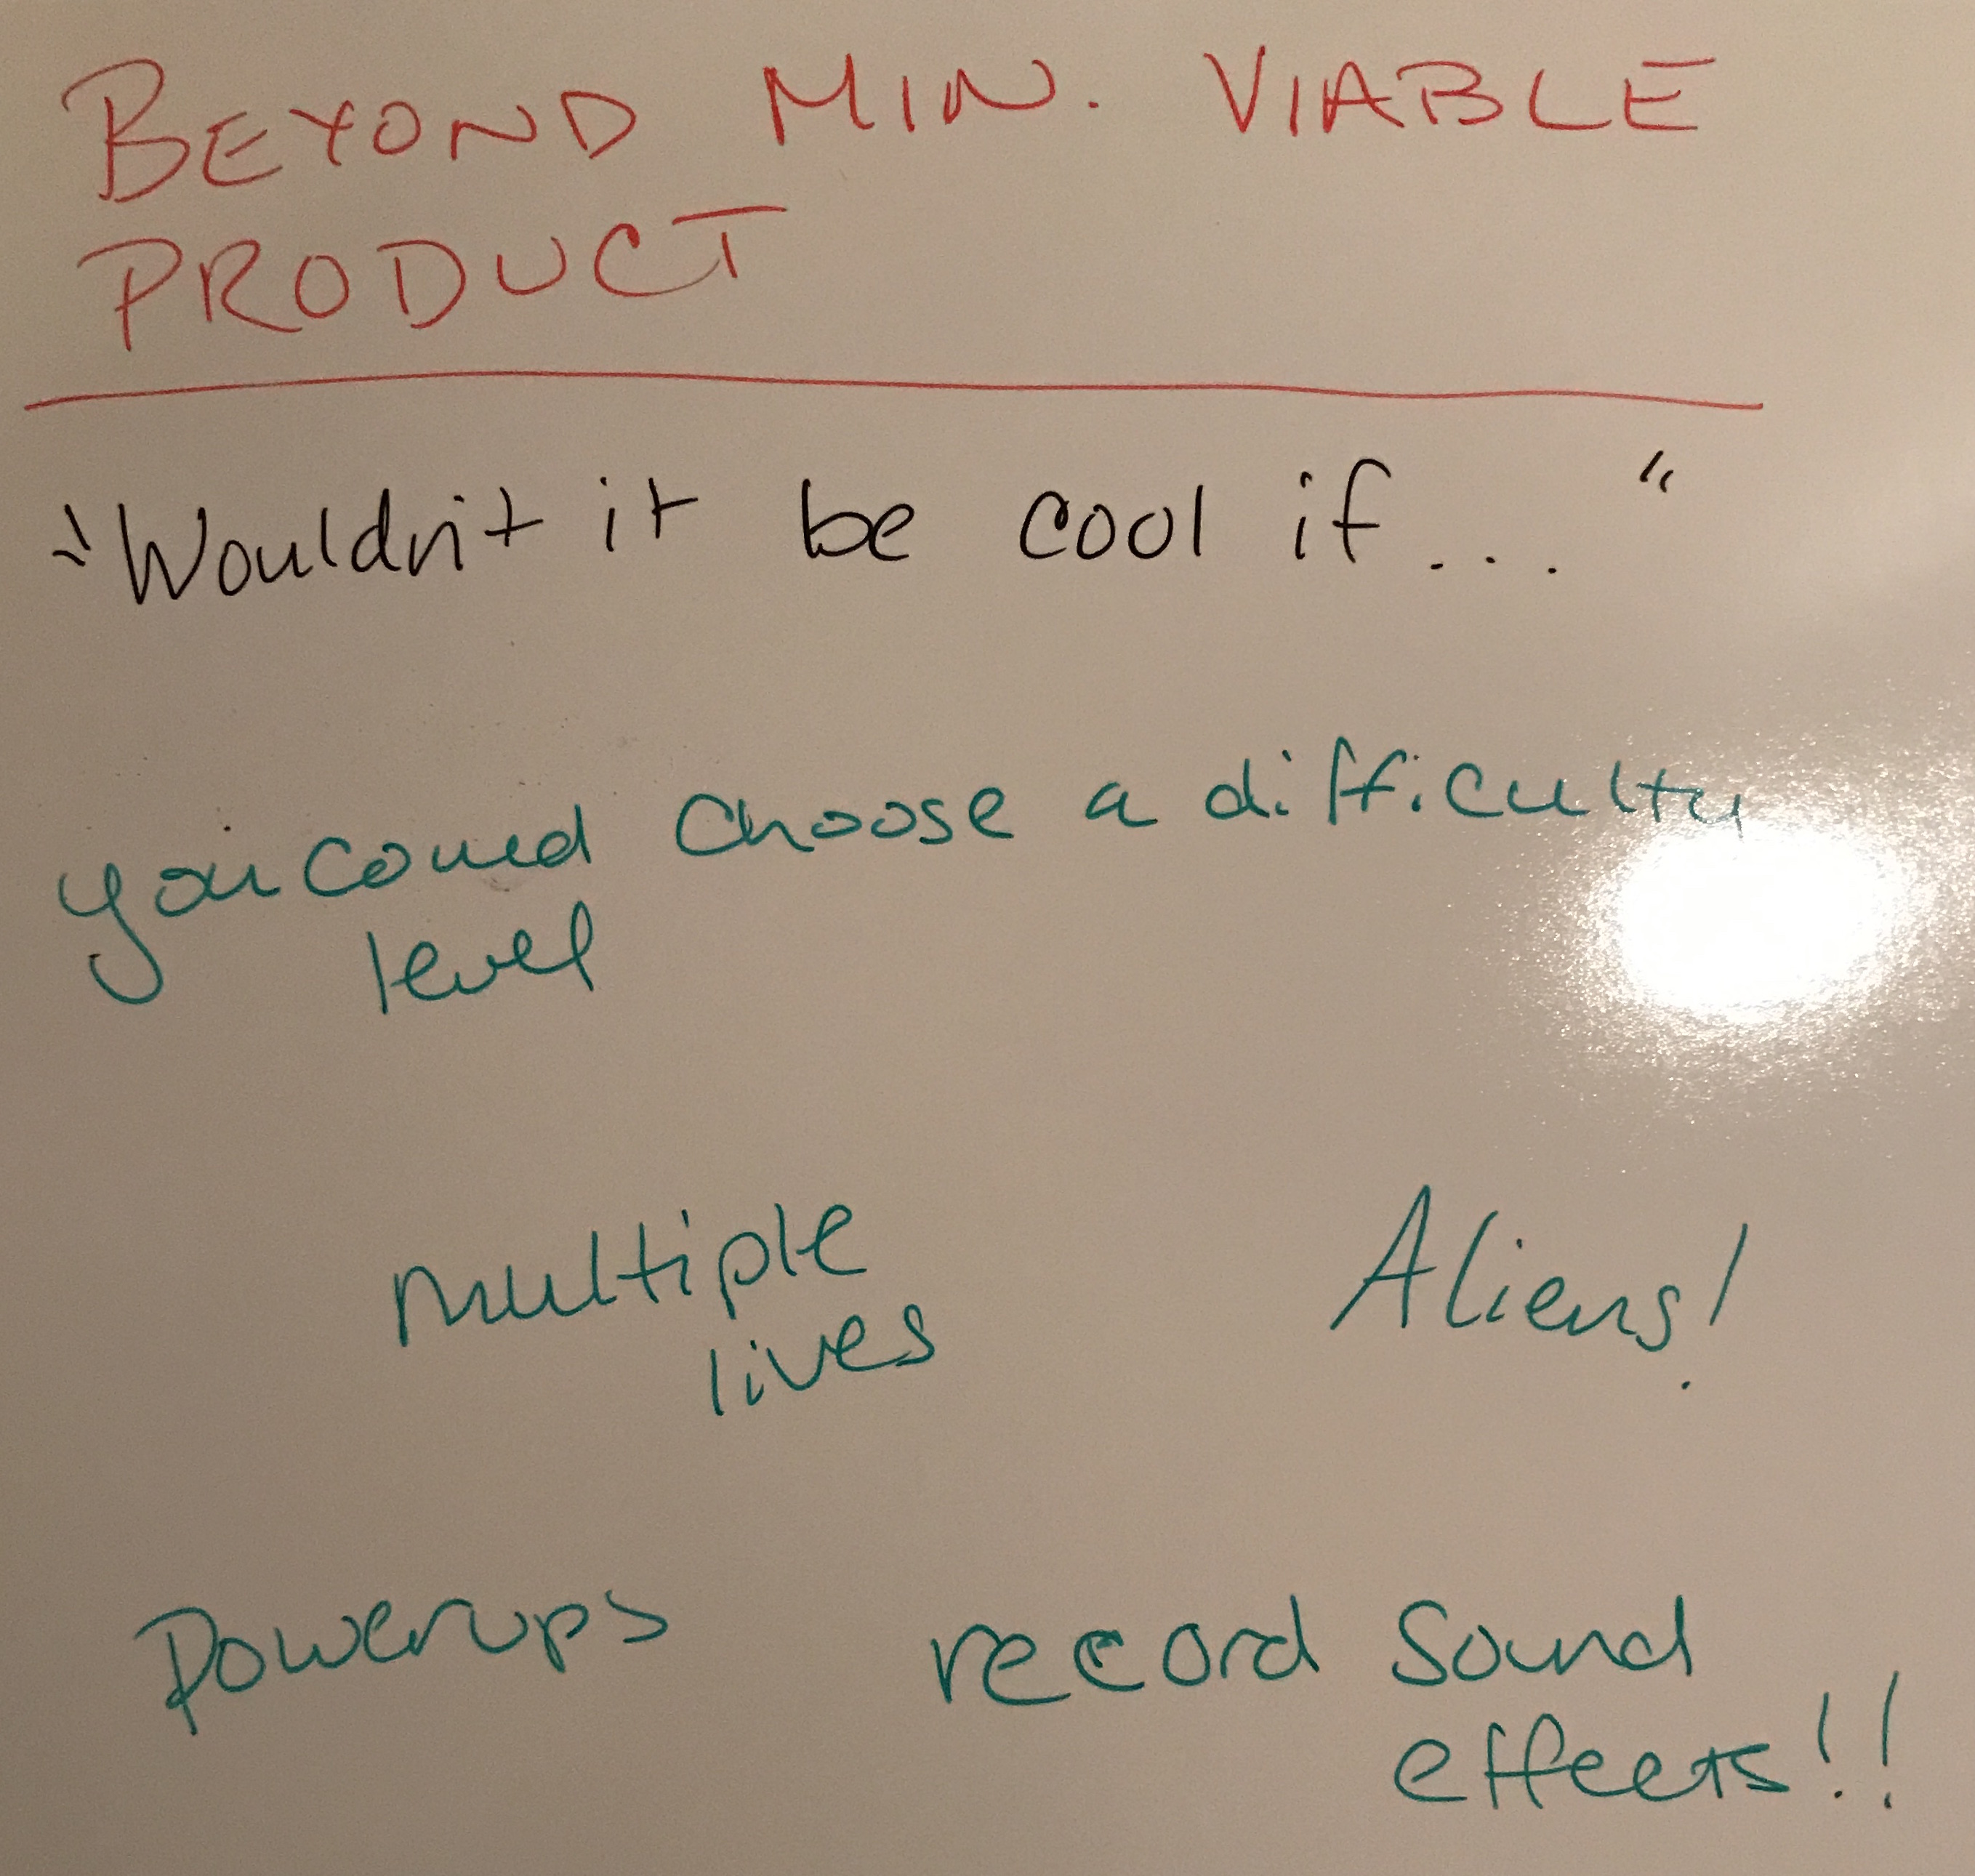 BEYOND MIN. VIABLE
PRODUCT
"Wouldn't it be cool if... "
you could choose a difficulty
level
multiple
lives
Aliens!
Powerups
record sound
effects!!